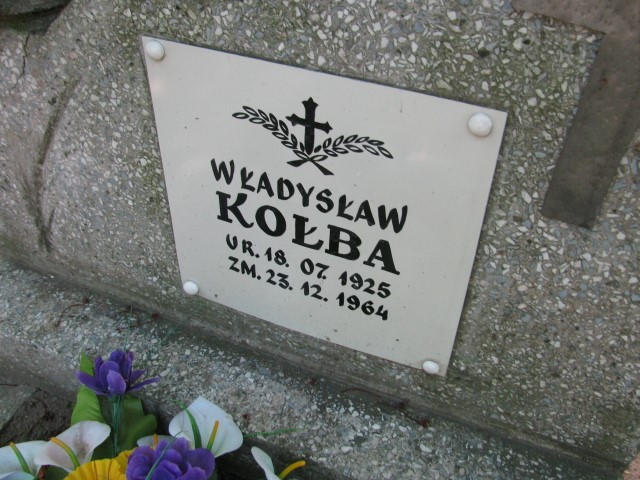 WŁADYSŁAW
KOŁBA
UR. 18. 07. 1925
ZM. 23. 12. 1964